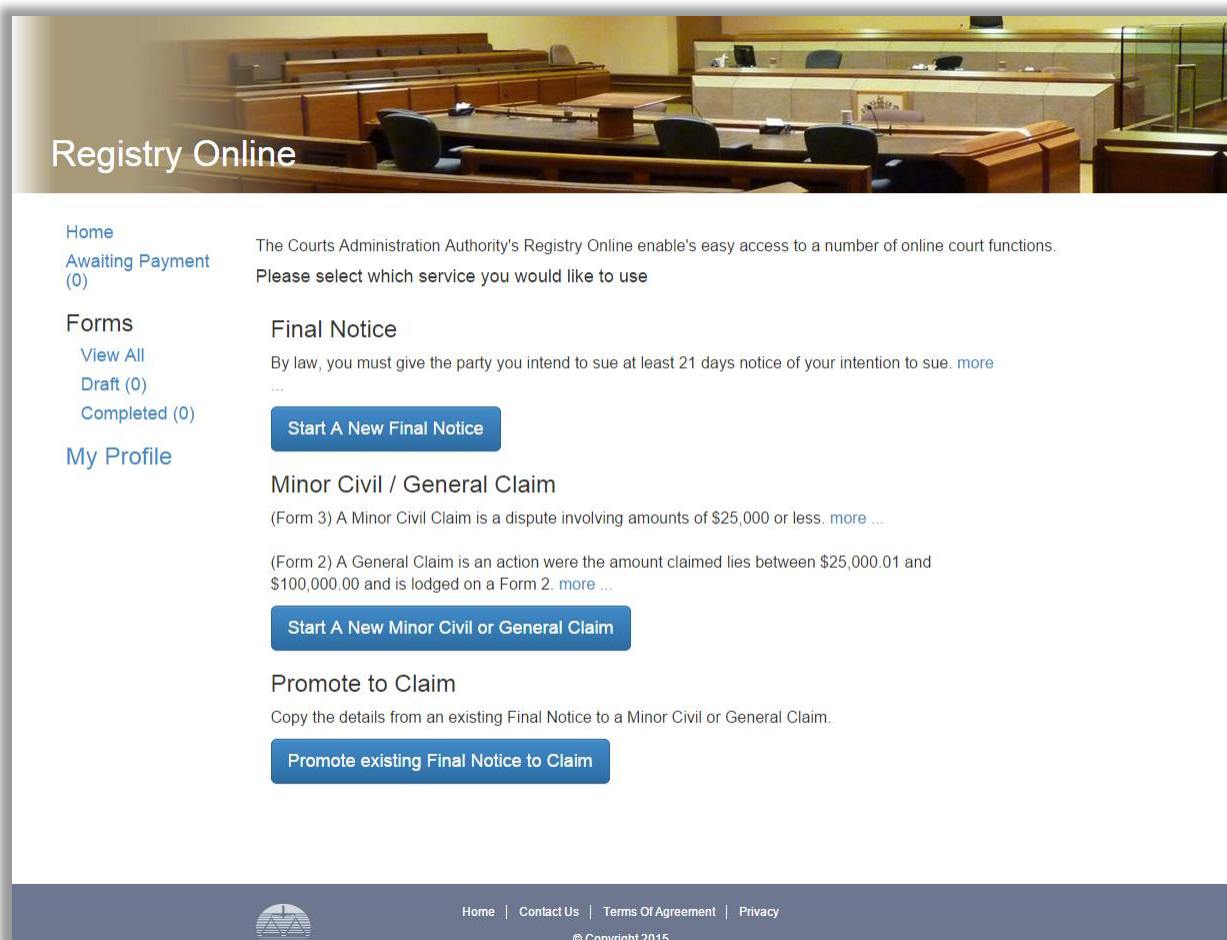 Registry Online
Home
Awaiting Payment
(0)
Forms
View All
Draft (0)
Completed (0)
My Profile
The Courts Administration Authority's Registry Online enable's easy access to a number of online court functions.
Please select which service you would like to use
Final Notice
By law, you must give the party you intend to sue at least 21 days notice of your intention to sue. more
...
Start A New Final Notice
Minor Civil / General Claim
(Form 3) A Minor Civil Claim is a dispute involving amounts of $25,000 or less. more ...
(Form 2) A General Claim is an action were the amount claimed lies between $25,000.01 and
$100,000.00 and is lodged on a Form 2. more ...
Start A New Minor Civil or General Claim
Promote to Claim
Copy the details from an existing Final Notice to a Minor Civil or General Claim.
Promote existing Final Notice to Claim
Home | Contact Us | Terms Of Agreement | Privacy
© Copyright 2015